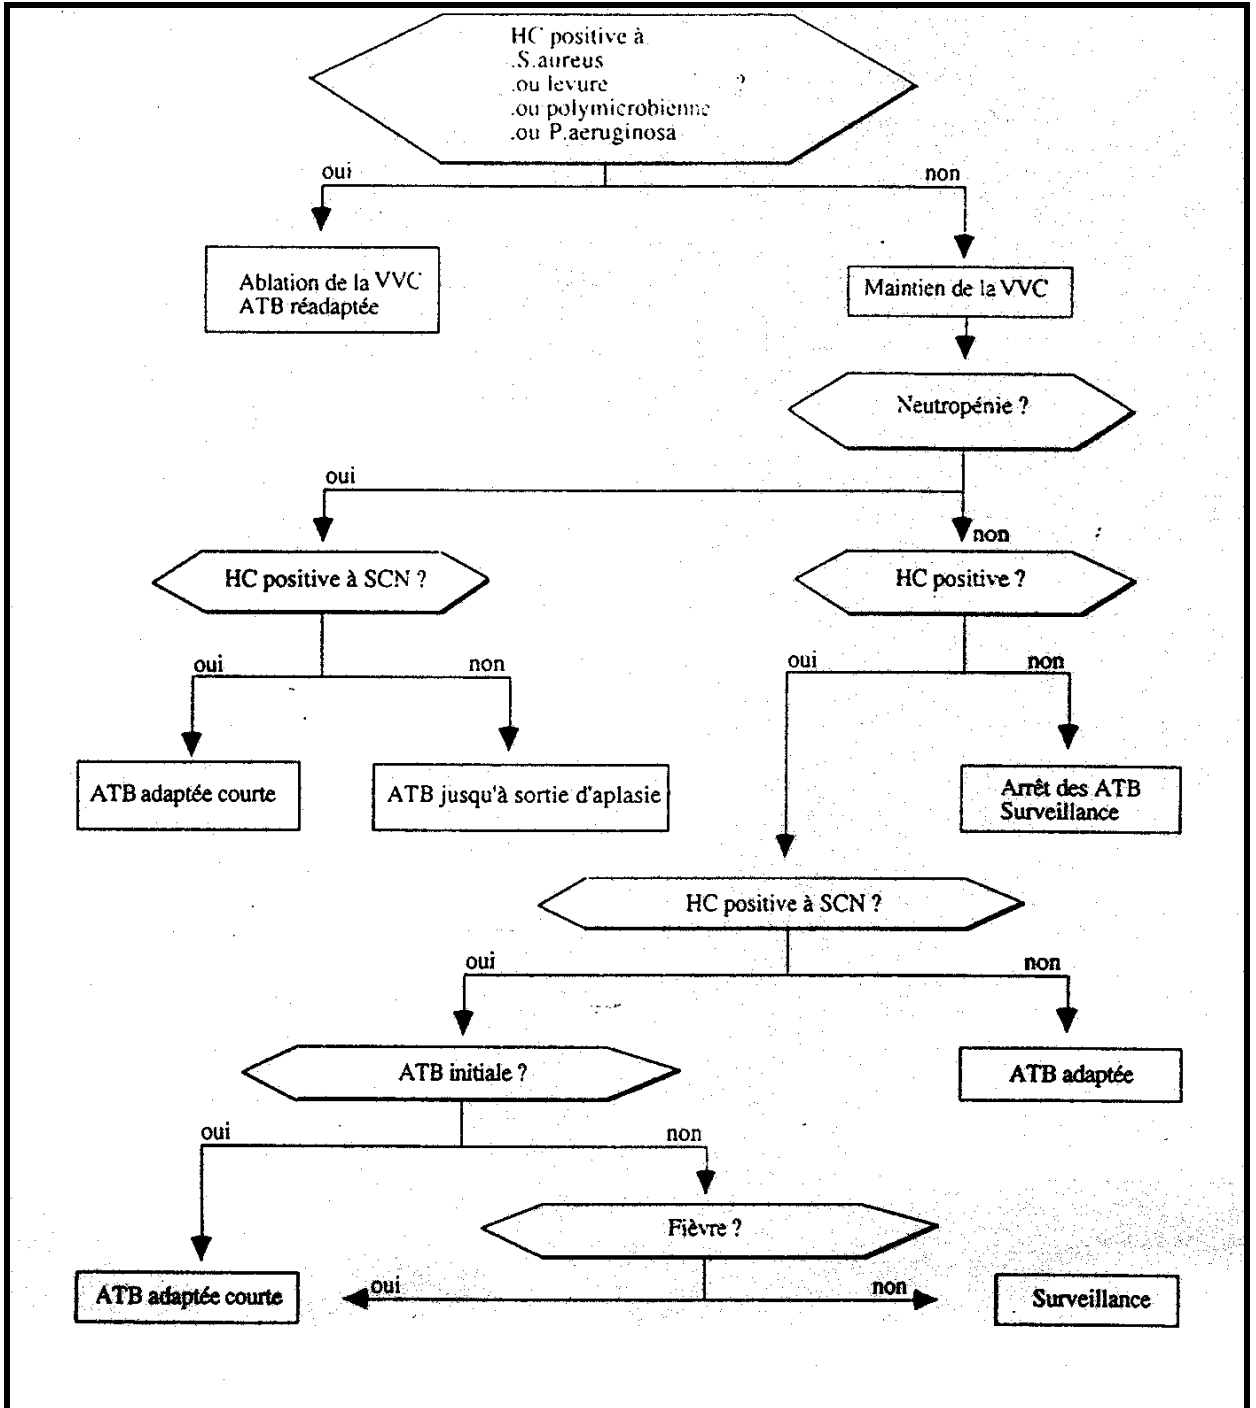 HC positive à
.S.aureus
.ou levure ?
.ou polymicrobienne
.ou P.aeruginosa
oui
non
Ablation de la VVC
ATB réadaptée
Maintien de la VVC
Neutropénie ?
oui
non
HC positive à SCN ?
HC positive ?
oui
non
oui
non
ATB adaptée courte
ATB jusqu'à sortie d'aplasie
Arrêt des ATB
Surveillance
HC positive à SCN ?
oui
non
ATB initiale ?
ATB adaptée
oui
non
Fièvre ?
ATB adaptée courte
oui
non
Surveillance